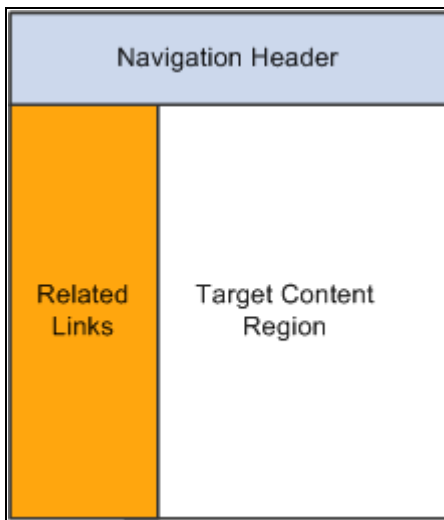 Navigation Header
Related
Links
Target Content
Region